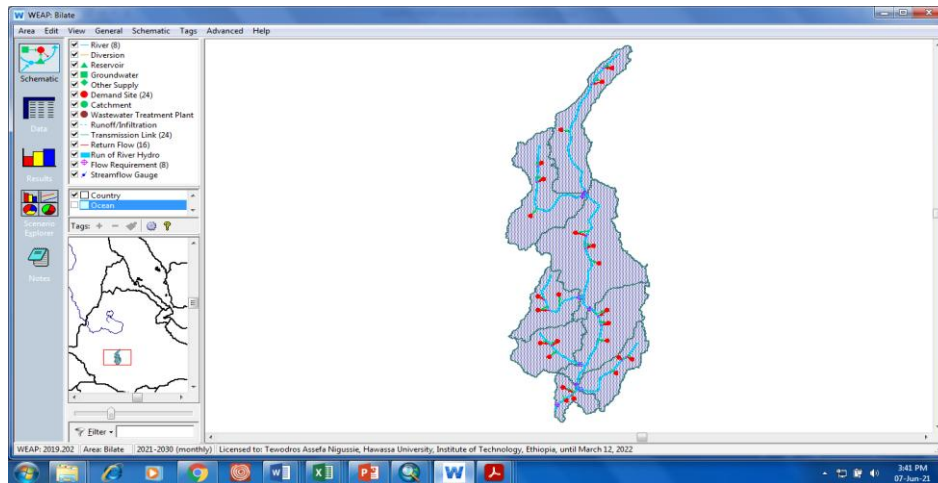 WEAP: Bilate
Area Edit View General Schematic Tags Advanced Help
Schematic
Data
Results
Scenario Explorer
Notes
River (8)
Diversion
Reservoir
Groundwater
Other Supply
Demand Site (24)
Catchment
Wastewater Treatment Plant
Runoff/Infiltration
Transmission Link (24)
Return Flow (16)
Run of River Hydro
Flow Requirement (8)
Streamflow Gauge
Country
Ocean
Tags:
Filter
WEAP: 2019.202 Area: Bilate 2021-2030 (monthly) Licensed to: Tewodros Assefa Nigussie, Hawassa University, Institute of Technology, Ethiopia, until March 12, 2022
3:41 PM
07-Jun-21